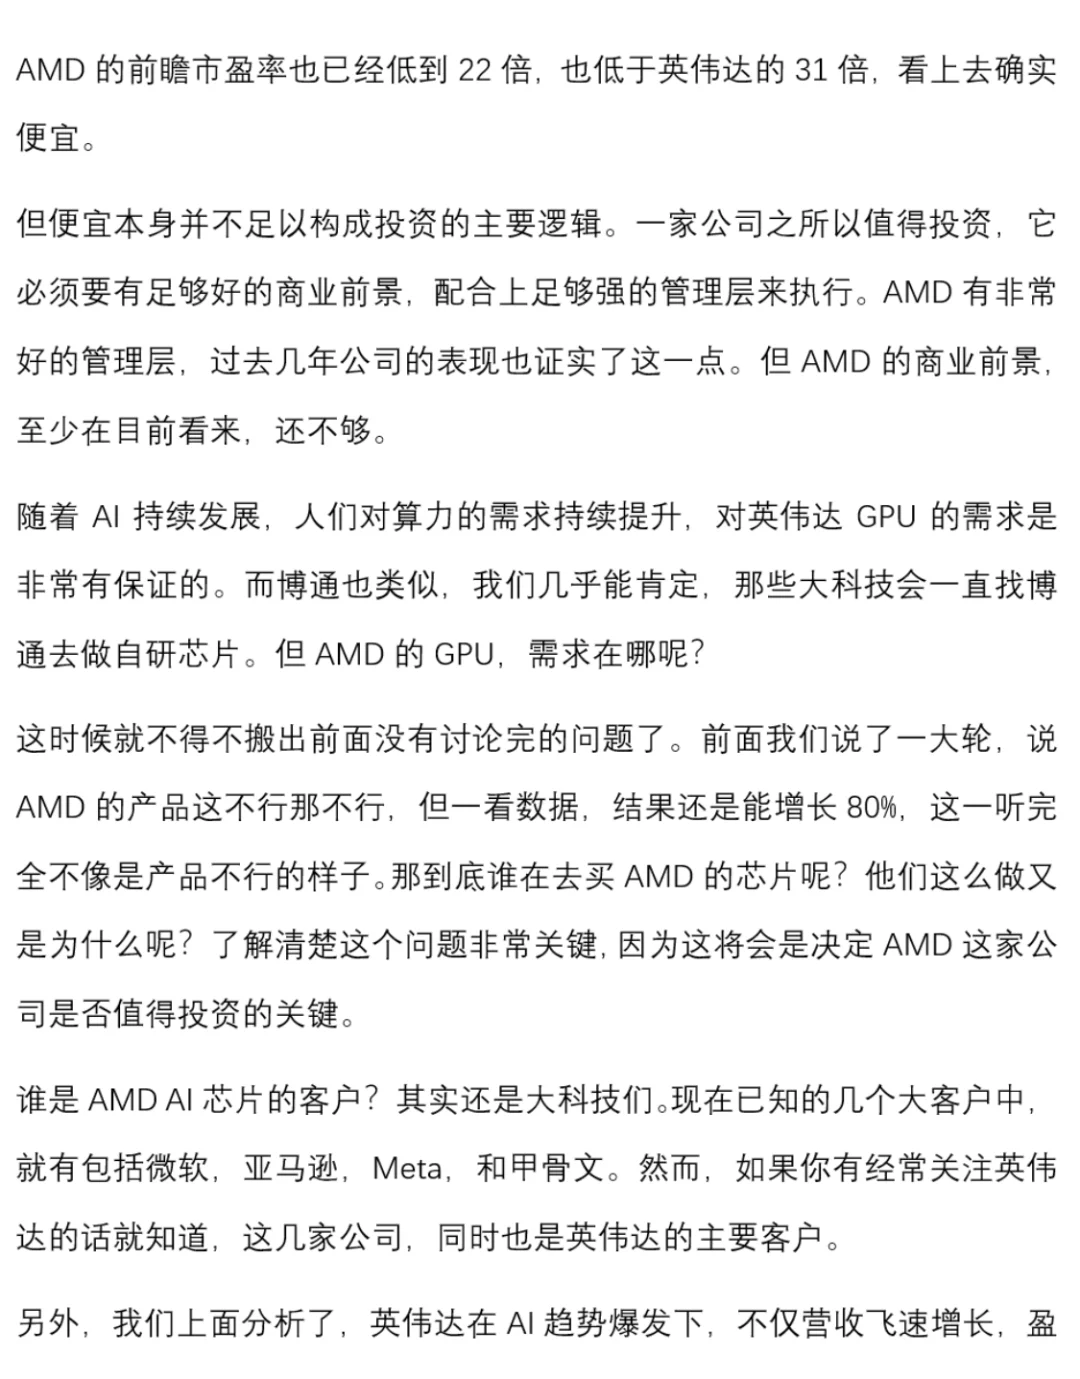 AMD 的前瞻市盈率也已经低到 22 倍，也低于英伟达的 31 倍，看上去确实
便宜。
但便宜本身并不足以构成投资的主要逻辑。一家公司之所以值得投资，它
必须要有足够好的商业前景，配合上足够强的管理层来执行。AMD 有非常
好的管理层，过去几年公司的表现也证实了这一点。但 AMD 的商业前景，
至少在目前看来，还不够。
随着 AI 持续发展，人们对算力的需求持续提升，对英伟达 GPU 的需求是
非常有保证的。而博通也类似，我们几乎能肯定，那些大科技会一直找博
通去做自研芯片。但 AMD 的 GPU，需求在哪呢？
这时候就不得不搬出前面没有讨论完的问题了。前面我们说了一大轮，说
AMD 的产品这不行那不行，但一看数据，结果还是能增长 80%，这一听完
全不像是产品不行的样子。那到底谁在去买 AMD 的芯片呢？他们这么做又
是为什么呢？了解清楚这个问题非常关键，因为这将会是决定 AMD 这家公
司是否值得投资的关键。
谁是 AMD AI 芯片的客户？其实还是大科技们。现在已知的几个大客户中，
就有包括微软，亚马逊，Meta，和甲骨文。然而，如果你有经常关注英伟
达的话就知道，这几家公司，同时也是英伟达的主要客户。
另外，我们上面分析了，英伟达在 AI 趋势爆发下，不仅营收飞速增长，盈